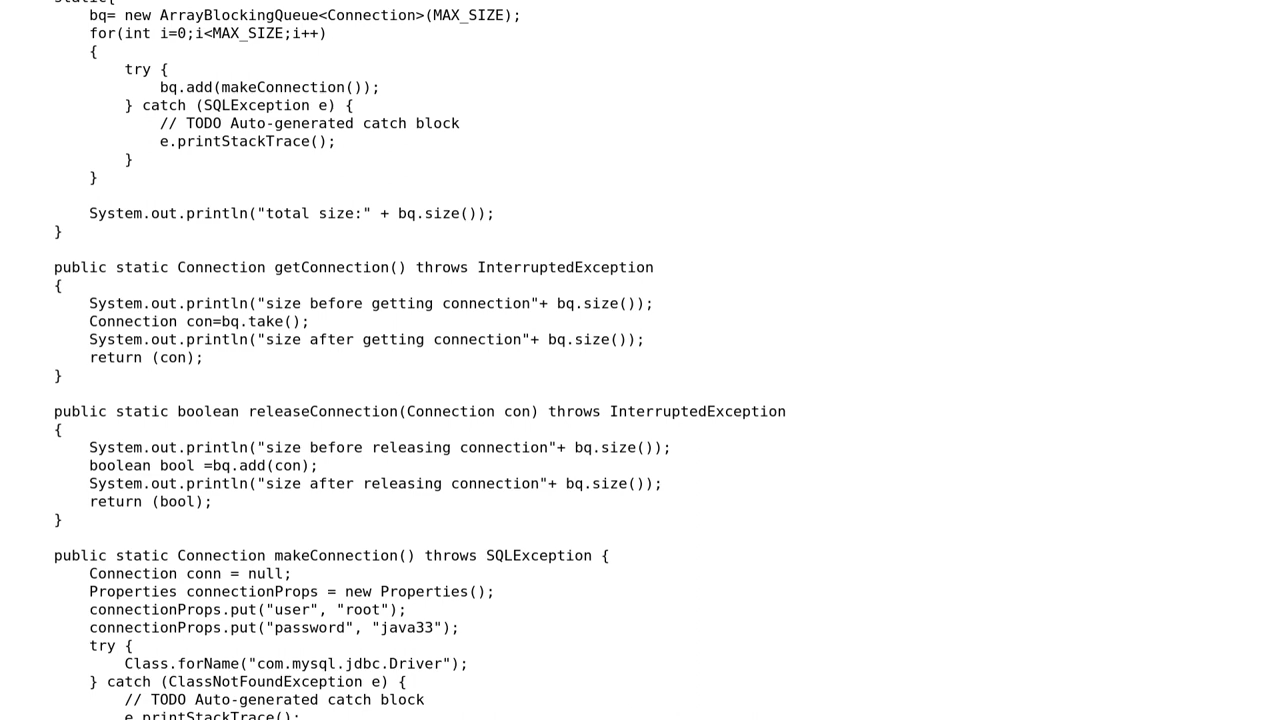 static{
bq= new ArrayBlockingQueue<Connection>(MAX_SIZE);
for(int i=0;i<MAX_SIZE;i++)
{
try {
bq.add(makeConnection());
} catch (SQLException e) {
// TODO Auto-generated catch block
e.printStackTrace();
}
}
System.out.println("total size:" + bq.size());
}
public static Connection getConnection() throws InterruptedException
{
System.out.println("size before getting connection"+ bq.size());
Connection con=bq.take();
System.out.println("size after getting connection"+ bq.size());
return (con);
}
public static boolean releaseConnection(Connection con) throws InterruptedException
{
System.out.println("size before releasing connection"+ bq.size());
boolean bool =bq.add(con);
System.out.println("size after releasing connection"+ bq.size());
return (bool);
}
public static Connection makeConnection() throws SQLException {
Connection conn = null;
Properties connectionProps = new Properties();
connectionProps.put("user", "root");
connectionProps.put("password", "java33");
try {
Class.forName("com.mysql.jdbc.Driver");
} catch (ClassNotFoundException e) {
// TODO Auto-generated catch block
e.printStackTrace();